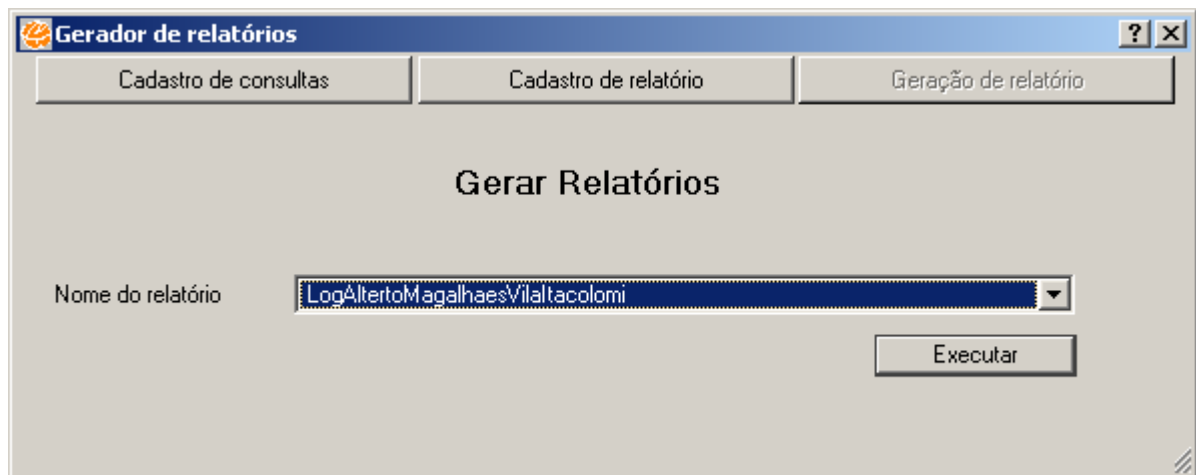 Gerador de relatórios
Cadastro de consultas Cadastro de relatório Geração de relatório
Gerar Relatórios
Nome do relatório LogAltertoMagalhaesVilaItacolomi
Executar